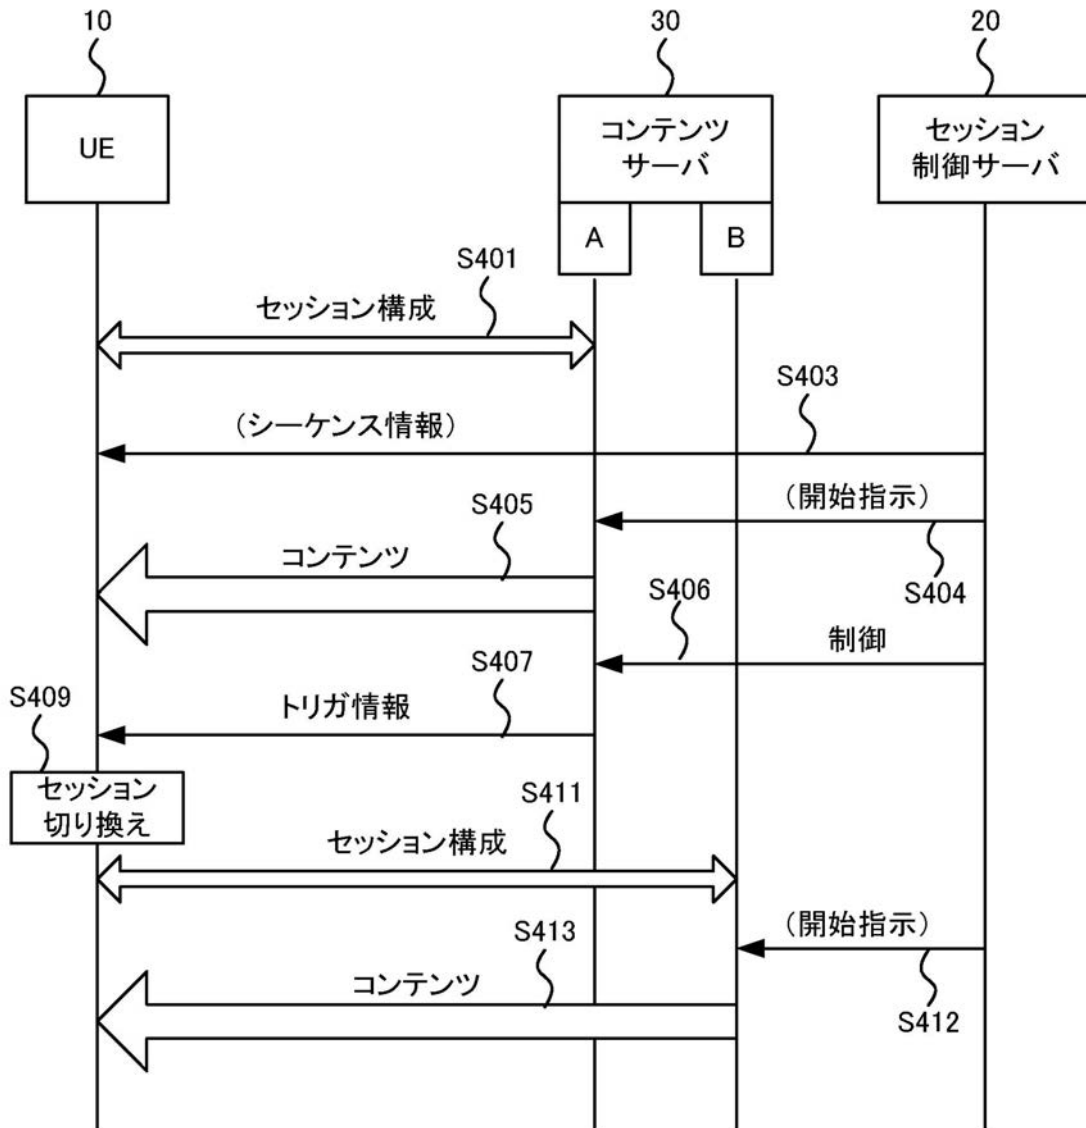 10
30
20
UE
コンテンツ
サーバ
セッション
制御サーバ
A
B
S401
セッション構成
S403
（シーケンス情報）
（開始指示）
S405
コンテンツ
S404
S406
制御
S407
トリガ情報
S409
セッション
切り換え
S411
セッション構成
（開始指示）
S413
コンテンツ
S412